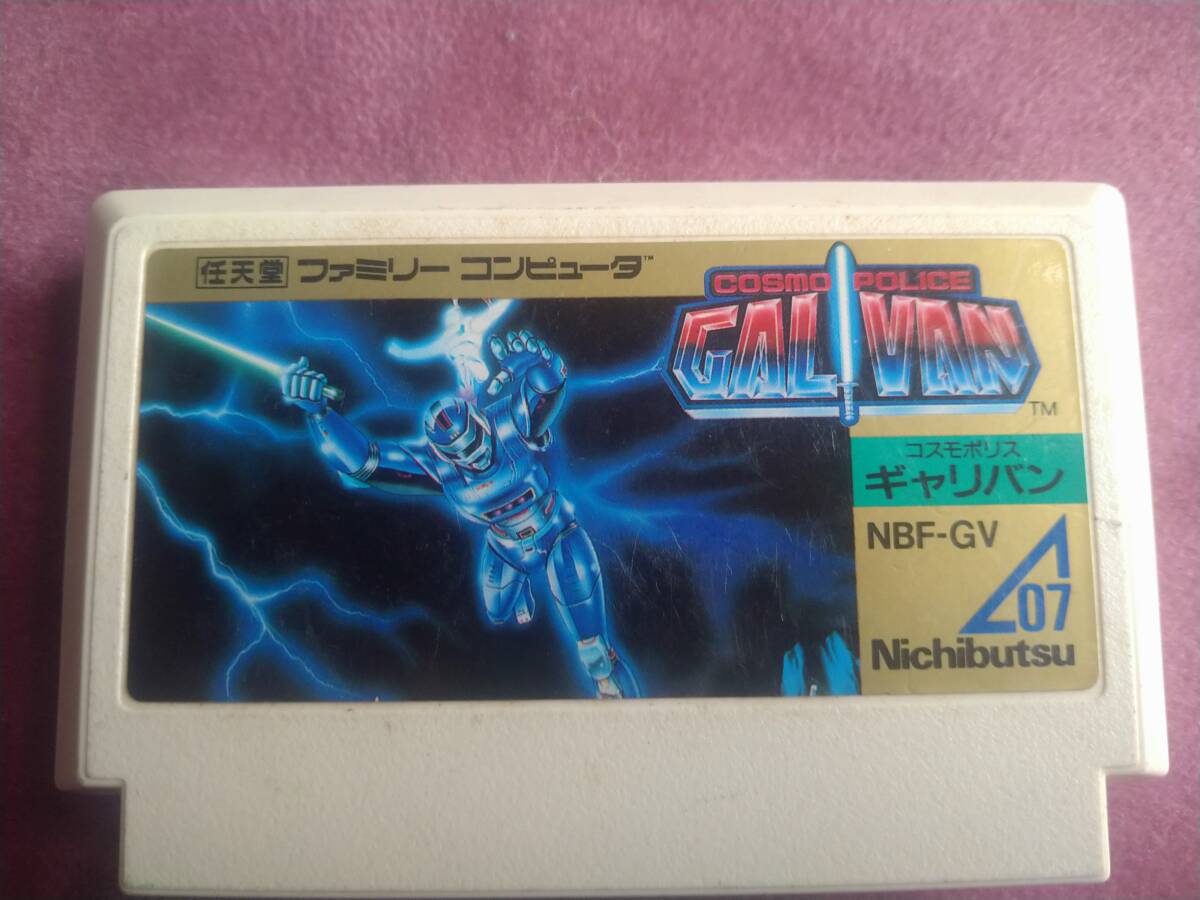 任天堂 ファミリー コンピュータ™
COSMO POLICE
GALIVAN
TM
コスモポリス
ギャリバン
NBF-GV
07
Nichibutsu